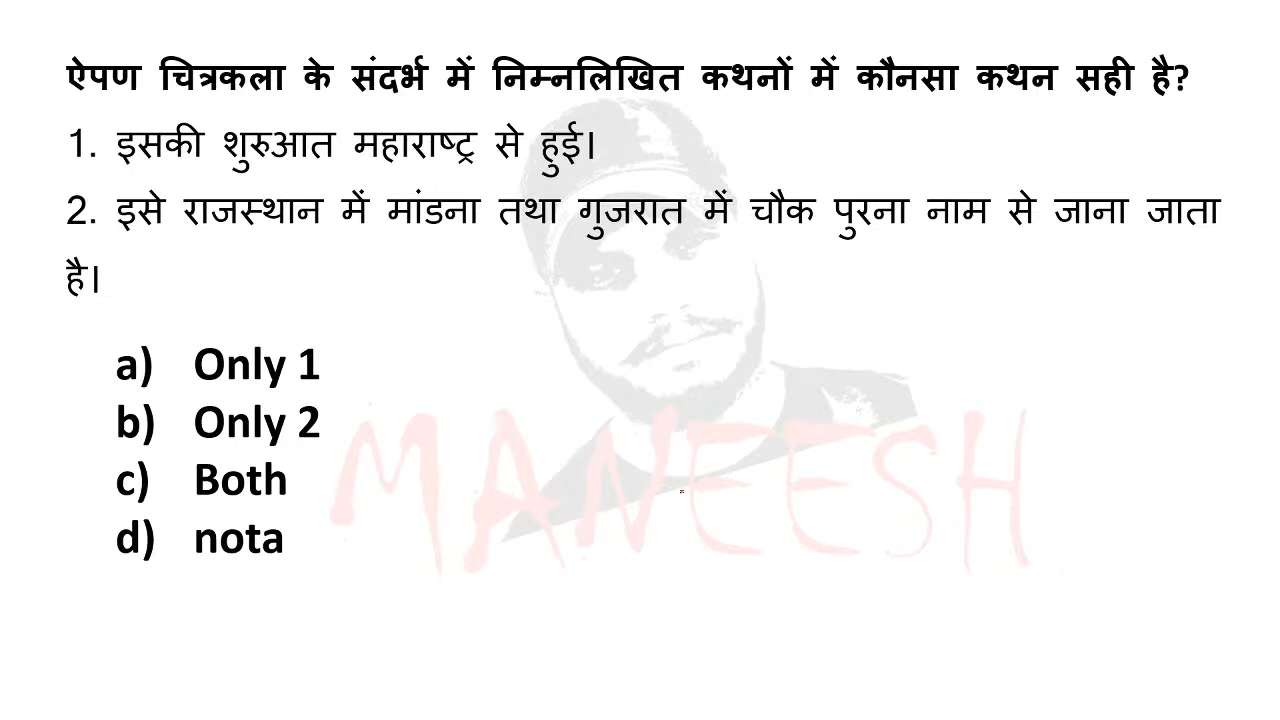 ऐपण चित्रकला के संदर्भ में निम्नलिखित कथनों में कौनसा कथन सही है?
1. इसकी शुरुआत महाराष्ट्र से हुई।
2. इसे राजस्थान में मांडना तथा गुजरात में चौक पुरना नाम से जाना जाता
है।
a) Only 1
b) Only 2
c) Both
d) nota
MANEESH